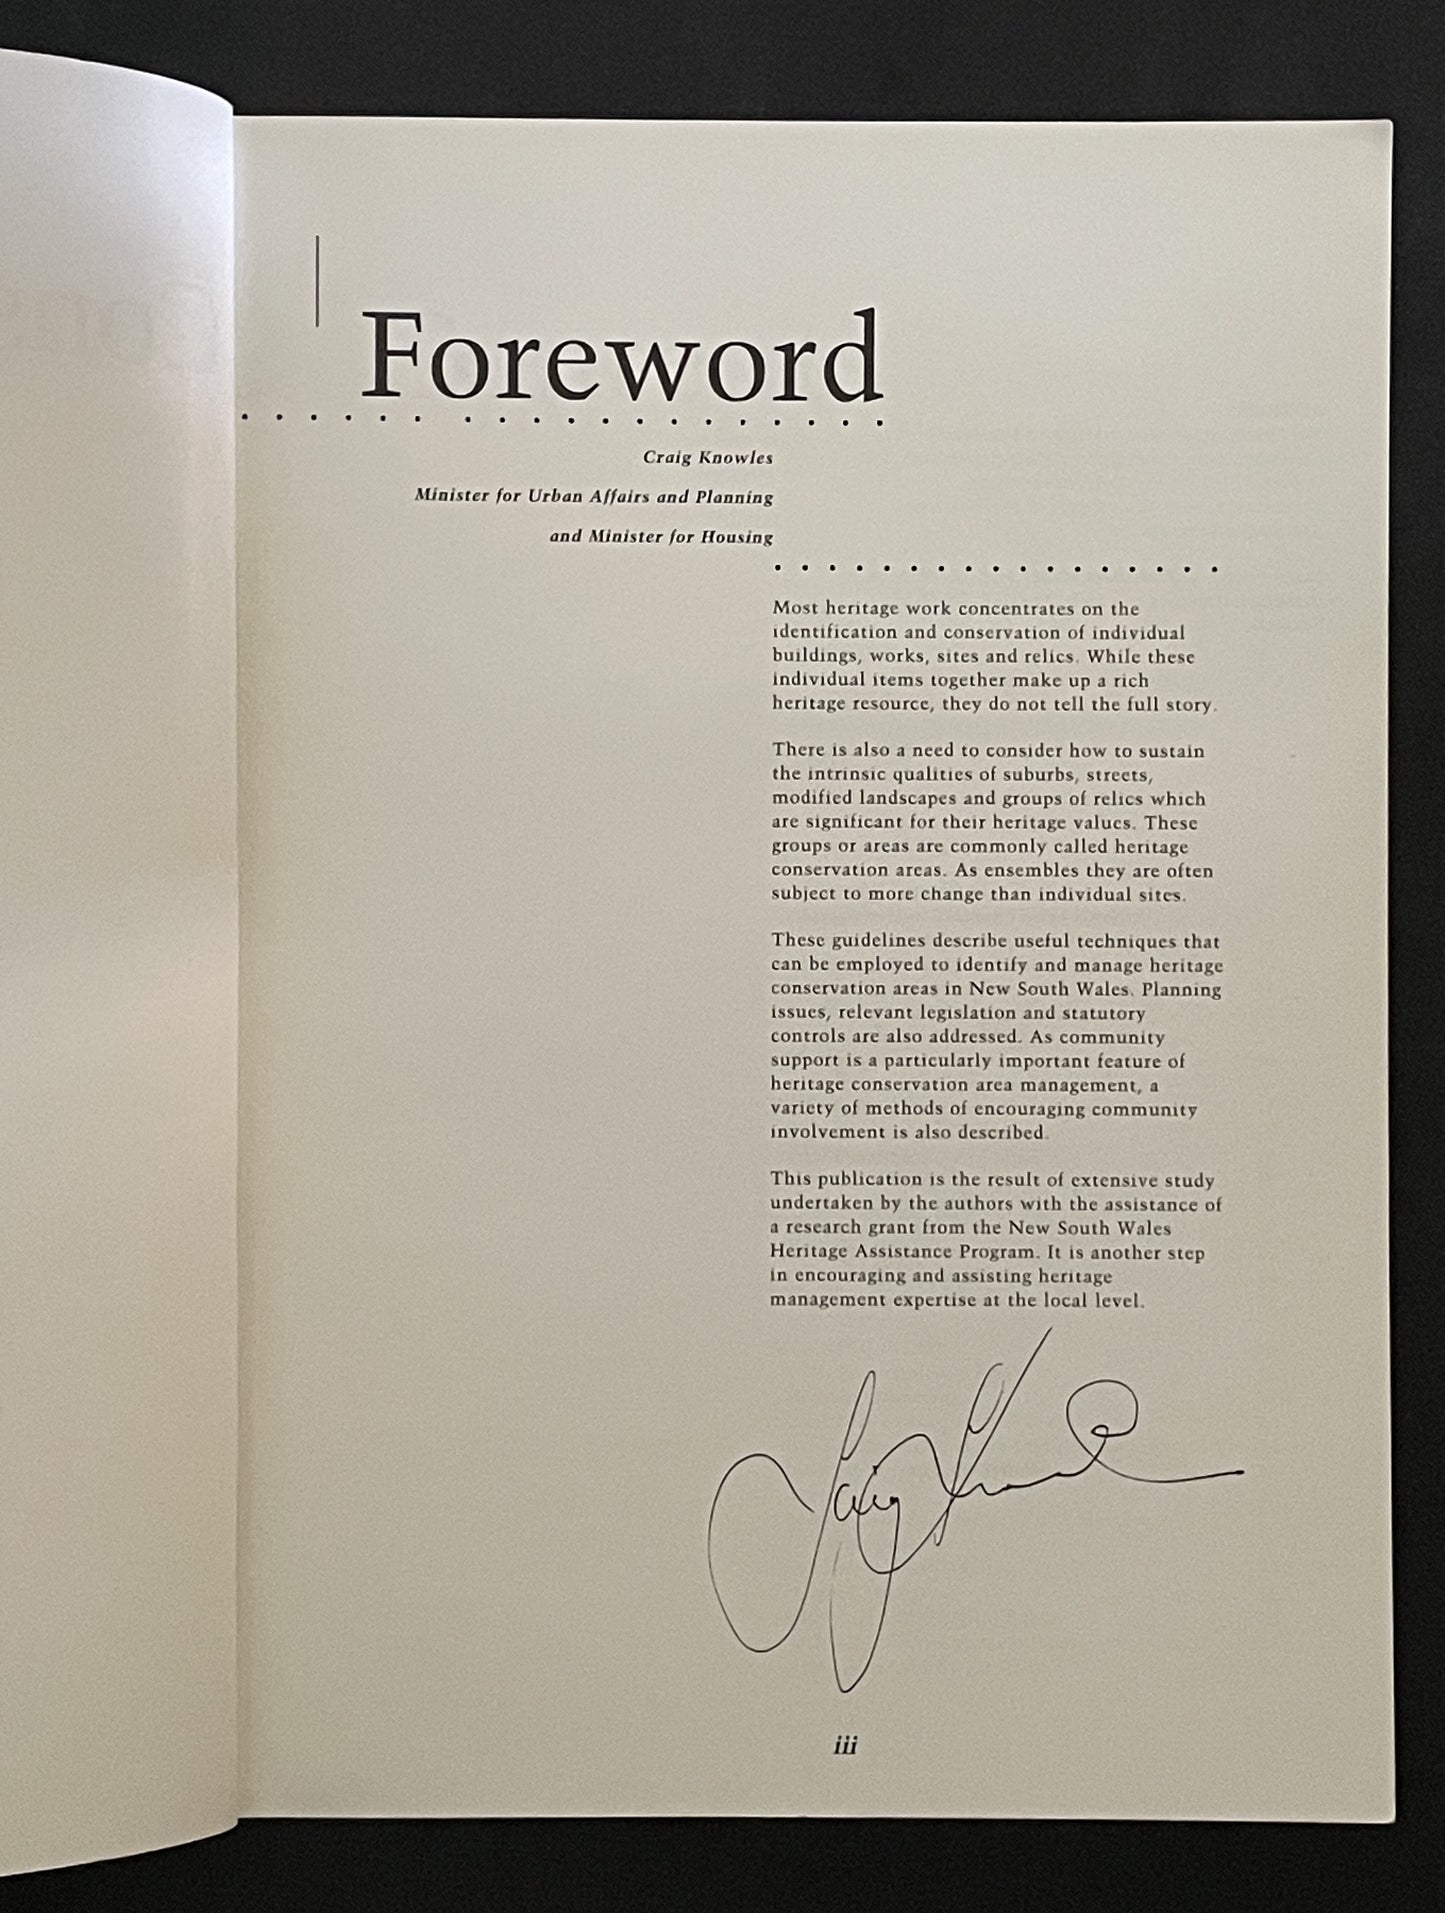 Foreword
Craig Knowles
Minister for Urban Affairs and Planning
and Minister for Housing
Most heritage work concentrates on the
identification and conservation of individual
buildings, works, sites and relics. While these
individual items together make up a rich
heritage resource, they do not tell the full story.
There is also a need to consider how to sustain
the intrinsic qualities of suburbs, streets,
modified landscapes and groups of relics which
are significant for their heritage values. These
groups or areas are commonly called heritage
conservation areas. As ensembles they are often
subject to more change than individual sites.
These guidelines describe useful techniques that
can be employed to identify and manage heritage
conservation areas in New South Wales. Planning
issues, relevant legislation and statutory
controls are also addressed. As community
support is a particularly important feature of
heritage conservation area management, a
variety of methods of encouraging community
involvement is also described.
This publication is the result of extensive study
undertaken by the authors with the assistance of
a research grant from the New South Wales
Heritage Assistance Program. It is another step
in encouraging and assisting heritage
management expertise at the local level.
Craig Knowles
iii